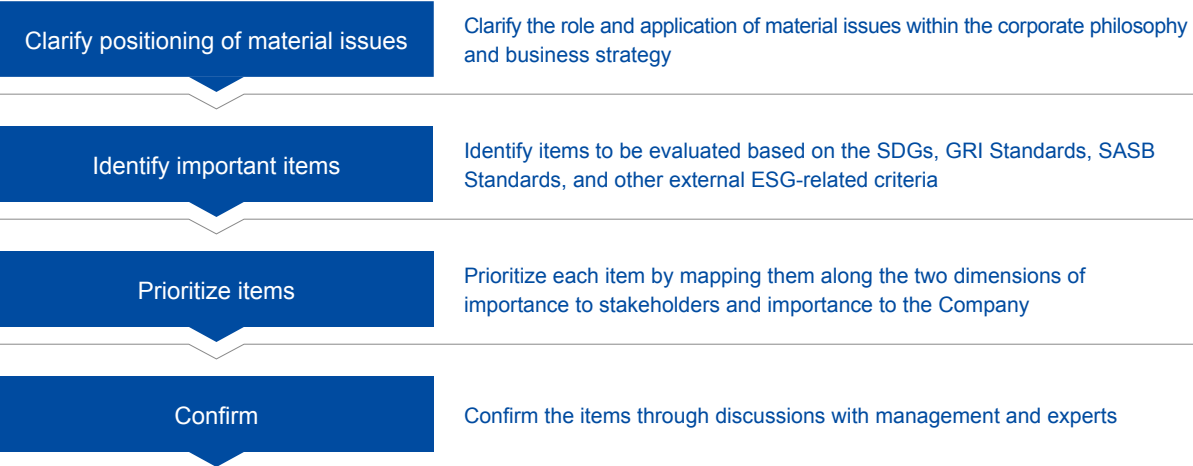 Clarify positioning of material issues
Clarify the role and application of material issues within the corporate philosophy
and business strategy
Identify important items
Identify items to be evaluated based on the SDGs, GRI Standards, SASB
Standards, and other external ESG-related criteria
Prioritize items
Prioritize each item by mapping them along the two dimensions of
importance to stakeholders and importance to the Company
Confirm
Confirm the items through discussions with management and experts